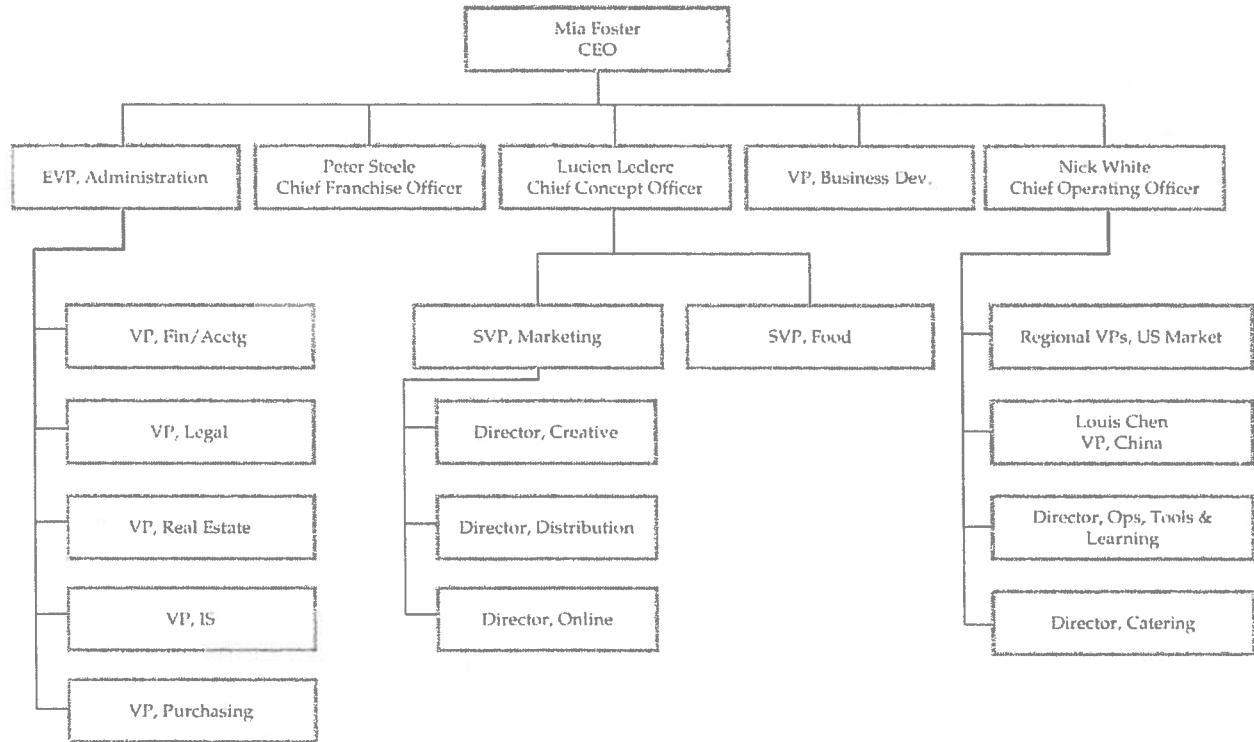 Mia Foster
CEO
EVP, Administration
Peter Steele
Chief Franchise Officer
Lucien Leclerc
Chief Concept Officer
VP, Business Dev.
Nick White
Chief Operating Officer
VP, Fin/Acctg
SVP, Marketing
SVP, Food
Regional VPs, US Market
VP, Legal
Director, Creative
Louis Chen
VP, China
VP, Real Estate
Director, Distribution
Director, Ops, Tools &
Learning
VP, IS
Director, Online
Director, Catering
VP, Purchasing